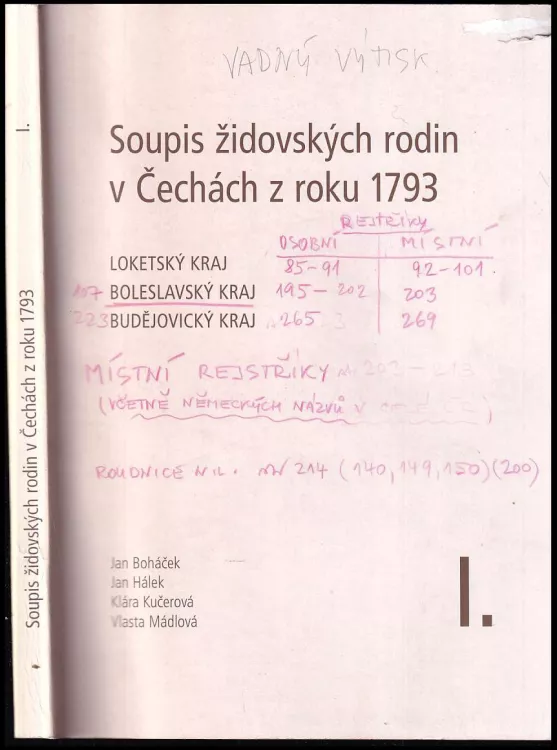 VADNÝ VÝTISK.
Soupis židovských rodin
v Čechách z roku 1793
REJSTŘÍKY
OSOBNÍ MÍSTNÍ
LOKETSKÝ KRAJ 85-91 92-101.
107 BOLESLAVSKÝ KRAJ 195-202 203
223 BUDĚJOVICKÝ KRAJ 265 269
MÍSTNÍ REJSTŘÍKY
(VČETNĚ NĚMECKÝCH NÁZVŮ V
ROUDNICE N.L. 214 (140, 149, 150) (200)
Jan Boháček
Jan Hálek
Klára Kučerová
Vlasta Mádlová
I.
Soupis židovských rodin v Čechách z roku 1793 I.